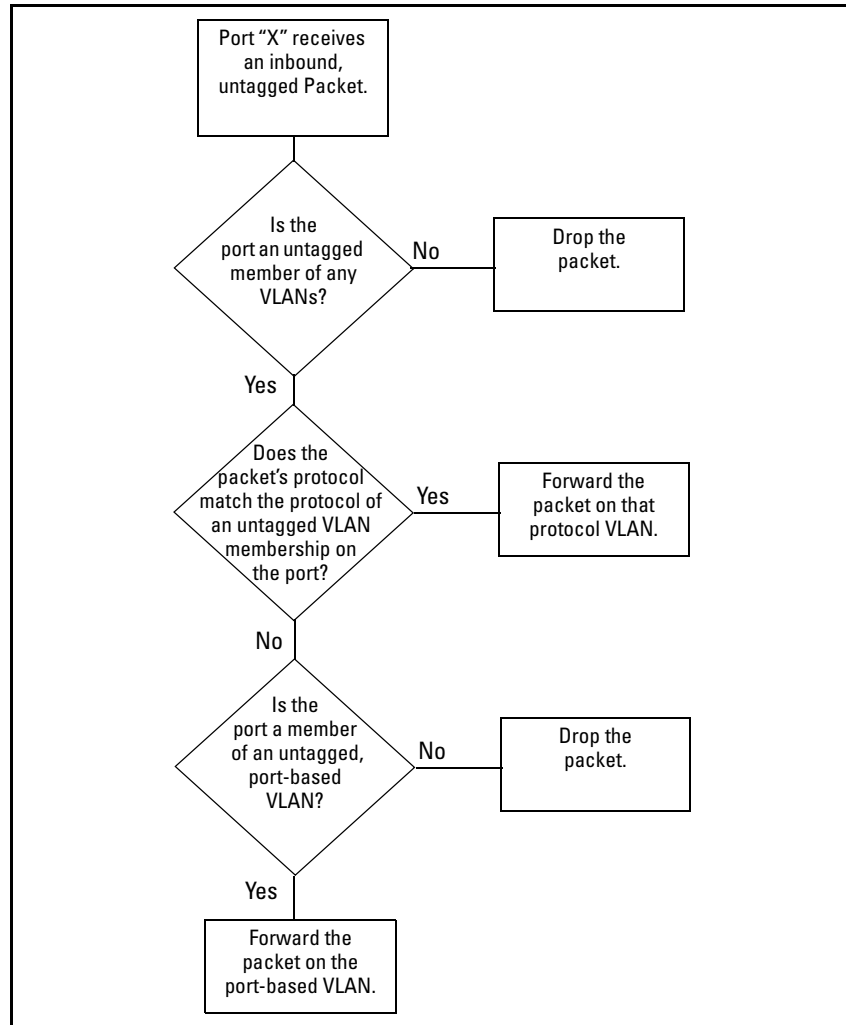 Port “X” receives
an inbound,
untagged Packet.
Is the
port an untagged
member of any
VLANs?
No
Drop the
packet.
Yes
Does the
packet’s protocol
match the protocol of
an untagged VLAN
membership on
the port?
Yes
Forward the
packet on that
protocol VLAN.
No
Is the
port a member
of an untagged,
port-based
VLAN?
No
Drop the
packet.
Yes
Forward the
packet on the
port-based VLAN.